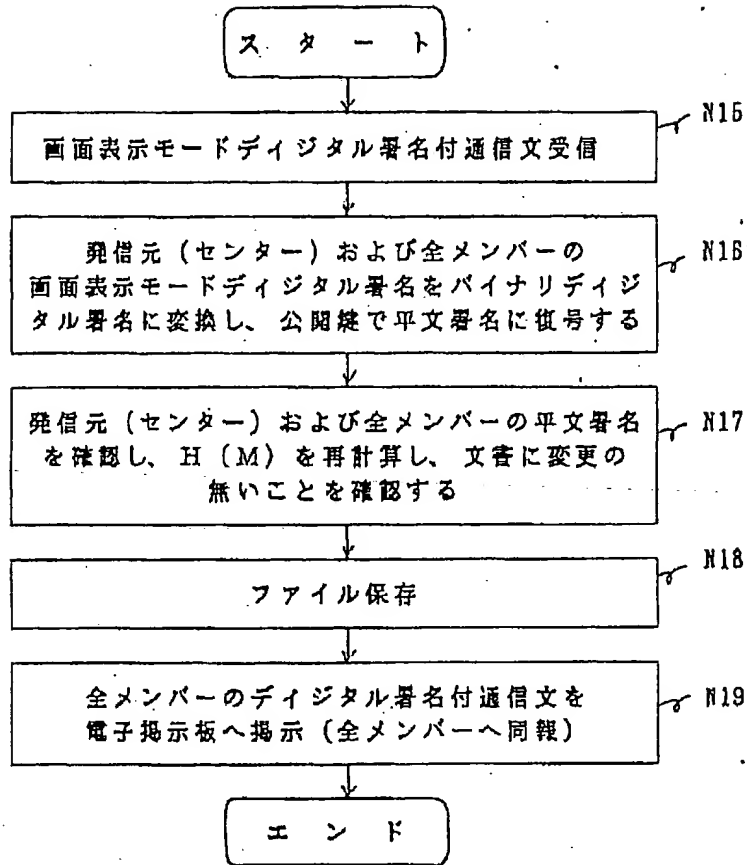 スタート
N15
画面表示モードディジタル署名付通信文受信
N16
発信元(センター)および全メンバーの
画面表示モードディジタル署名をバイナリディジ
タル署名に変換し、公開鍵で平文署名に復号する
N17
発信元(センター)および全メンバーの平文署名
を確認し、H(M)を再計算し、文書に変更の
無いことを確認する
N18
ファイル保存
N19
全メンバーのディジタル署名付通信文を
電子掲示板へ掲示(全メンバーへ同報)
エンド